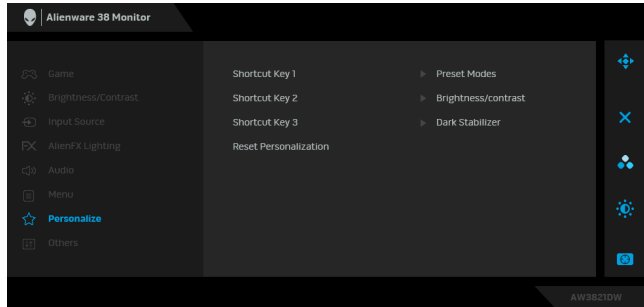 Alienware 38 Monitor
Game
Brightness/Contrast
Input Source
AlienFX Lighting
Audio
Menu
Personalize
Others
Shortcut Key 1
Preset Modes
Shortcut Key 2
Brightness/contrast
Shortcut Key 3
Dark Stabilizer
Reset Personalization
AW3821DW